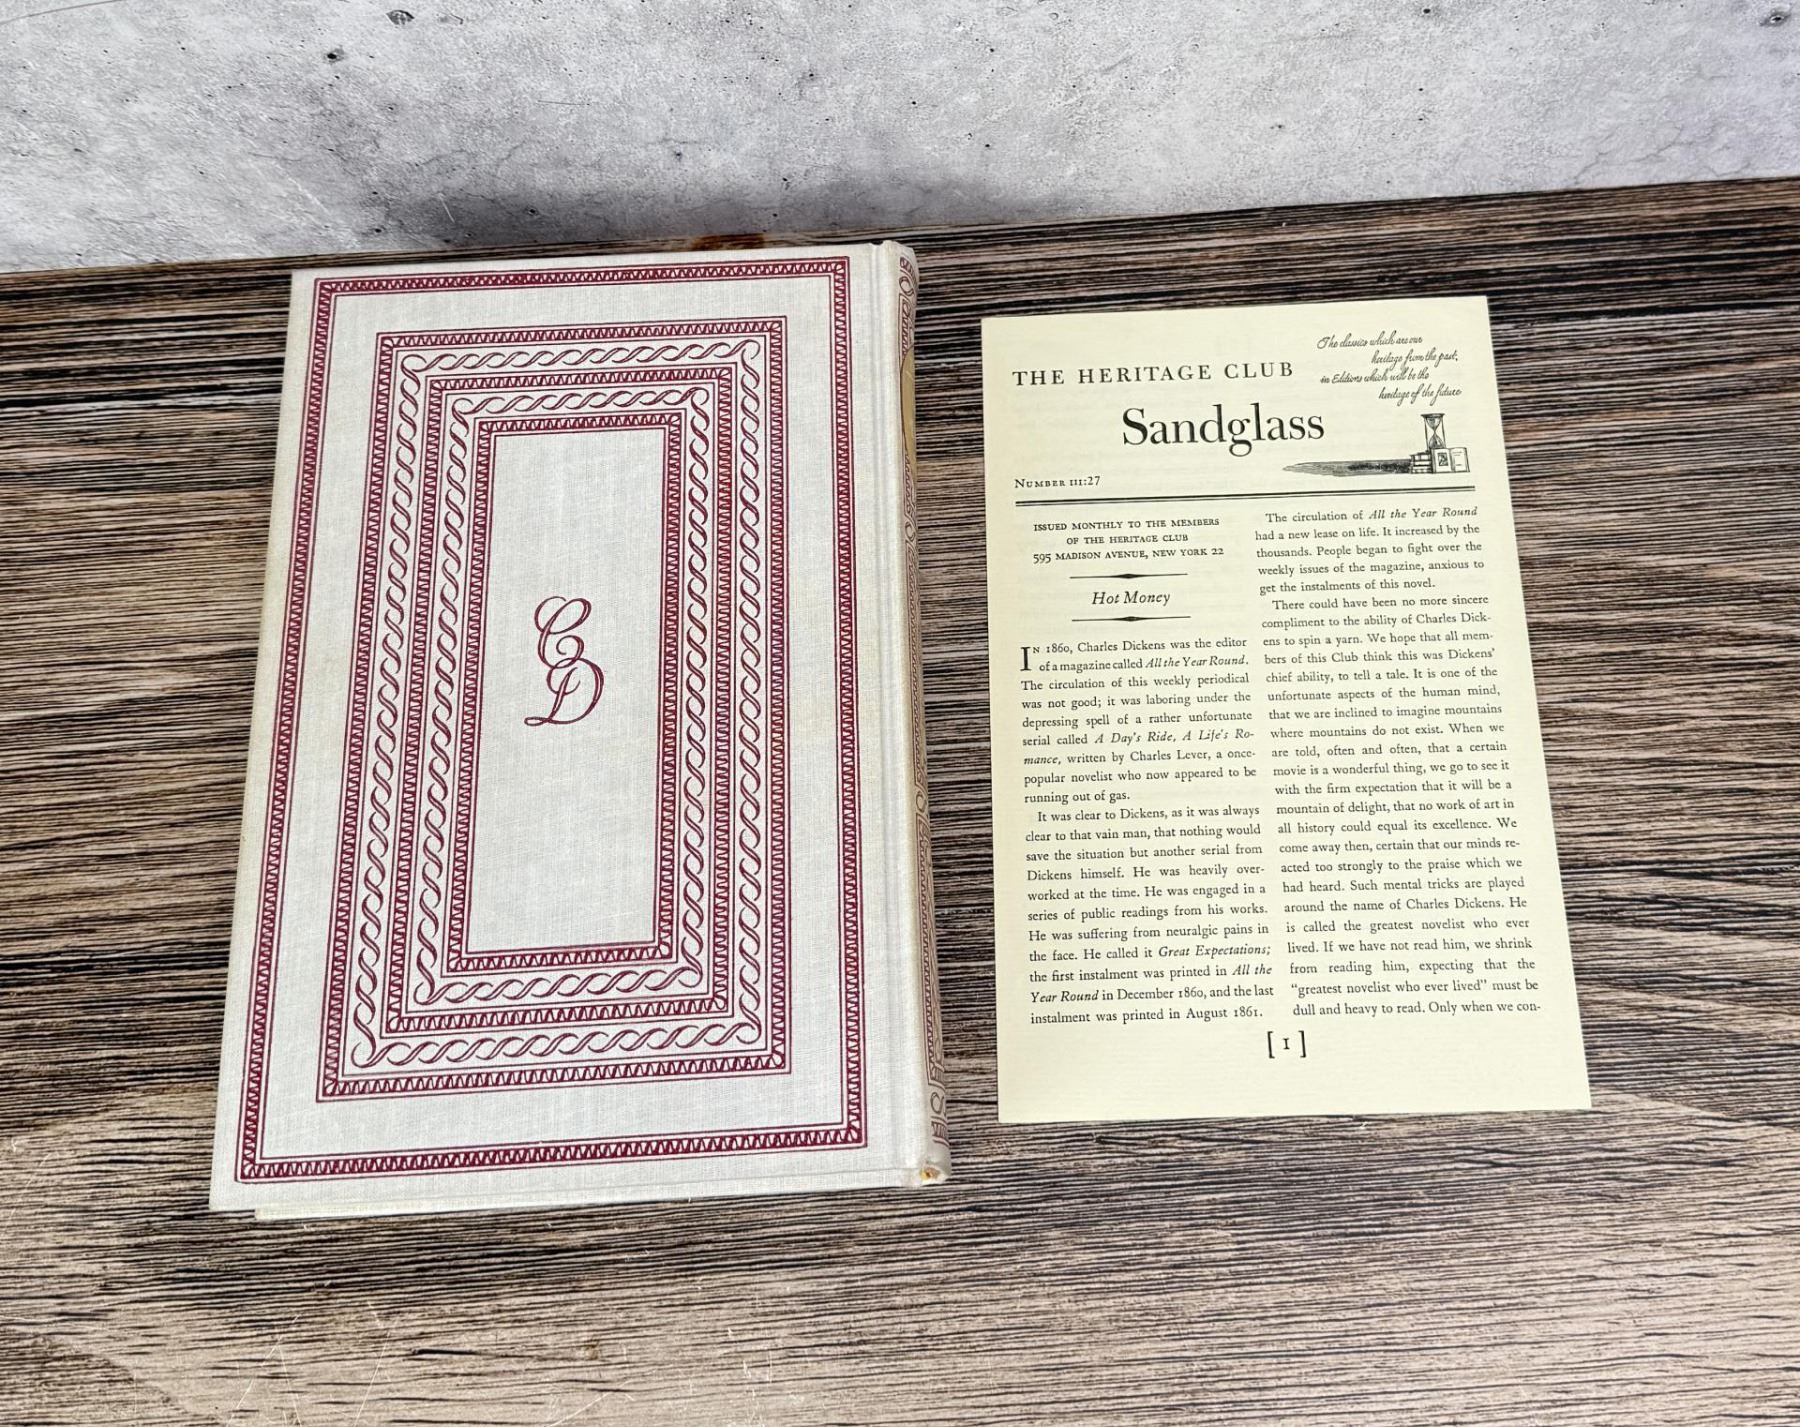 C
D
THE HERITAGE CLUB
The classics which are our
heritage from the past;
in Editions which will be the
heritage of the future
Sandglass
NUMBER III:27
ISSUED MONTHLY TO THE MEMBERS
OF THE HERITAGE CLUB
595 MADISON AVENUE, NEW YORK 22
Hot Money
IN 1860, Charles Dickens was the editor
of a magazine called All the Year Round.
The circulation of this weekly periodical
was not good; it was laboring under the
depressing spell of a rather unfortunate
serial called A Day's Ride, A Life's Ro-
mance, written by Charles Lever, a once-
popular novelist who now appeared to be
running out of gas.
It was clear to Dickens, as it was always
clear to that vain man, that nothing would
save the situation but another serial from
Dickens himself. He was heavily over-
worked at the time. He was engaged in a
series of public readings from his works.
He was suffering from neuralgic pains in
the face. He called it Great Expectations;
the first instalment was printed in All the
Year Round in December 1860, and the last
instalment was printed in August 1861.
The circulation of All the Year Round
had a new lease on life. It increased by the
thousands. People began to fight over the
weekly issues of the magazine, anxious to
get the instalments of this novel.
There could have been no more sincere
compliment to the ability of Charles Dick-
ens to spin a yarn. We hope that all mem-
bers of this Club think this was Dickens'
chief ability, to tell a tale. It is one of the
unfortunate aspects of the human mind,
that we are inclined to imagine mountains
where mountains do not exist. When we
are told, often and often, that a certain
movie is a wonderful thing, we go to see it
with the firm expectation that it will be a
mountain of delight, that no work of art in
all history could equal its excellence. We
come away then, certain that our minds re-
acted too strongly to the praise which we
had heard. Such mental tricks are played
around the name of Charles Dickens. He
is called the greatest novelist who ever
lived. If we have not read him, we shrink
from reading him, expecting that the
"greatest novelist who ever lived" must be
dull and heavy to read. Only when we con-
[ 1 ]